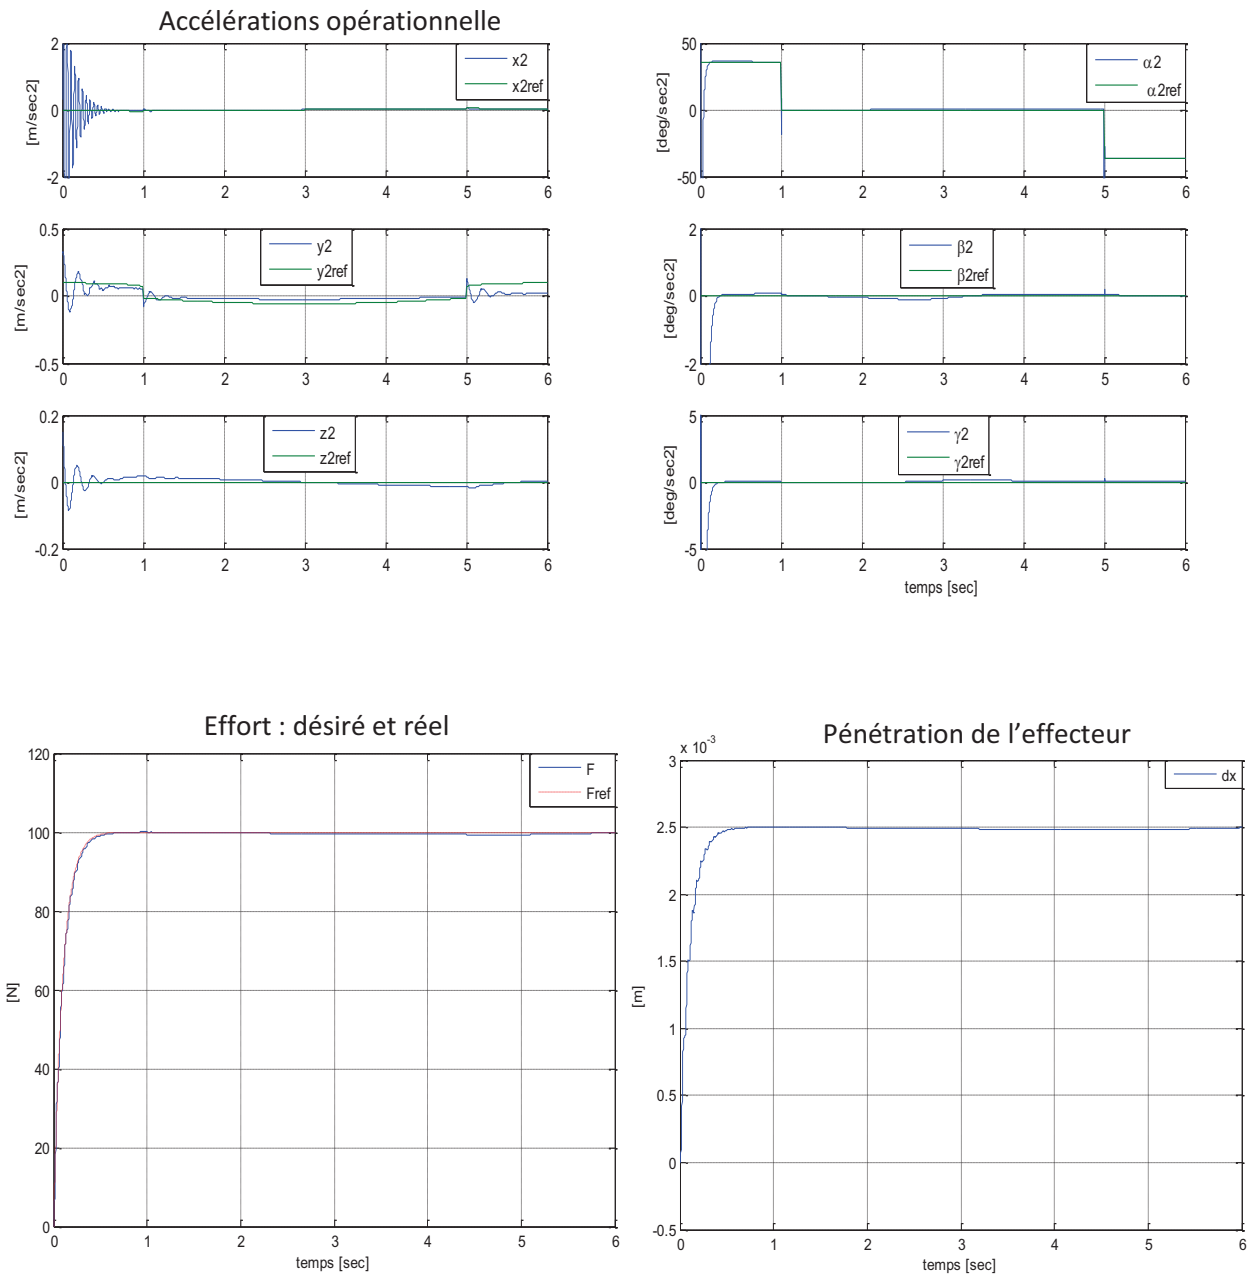 Accélérations opérationnelle
[m/sec2]
2
0
-2
x2
x2ref
0 1 2 3 4 5 6
[deg/sec2]
50
0
-50
α2
α2ref
0 1 2 3 4 5 6
[m/sec2]
0.5
0
-0.5
y2
y2ref
0 1 2 3 4 5 6
[deg/sec2]
2
0
-2
β2
β2ref
0 1 2 3 4 5 6
[m/sec2]
0.2
0
-0.2
z2
z2ref
0 1 2 3 4 5 6
[deg/sec2]
5
0
-5
γ2
γ2ref
0 1 2 3 4 5 6
temps [sec]
Effort : désiré et réel
120
100
80
60
40
20
0
[N]
F
Fref
0 1 2 3 4 5 6
temps [sec]
Pénétration de l’effecteur
x 10-3
3
2.5
2
1.5
1
0.5
0
-0.5
[m]
dx
0 1 2 3 4 5 6
temps [sec]